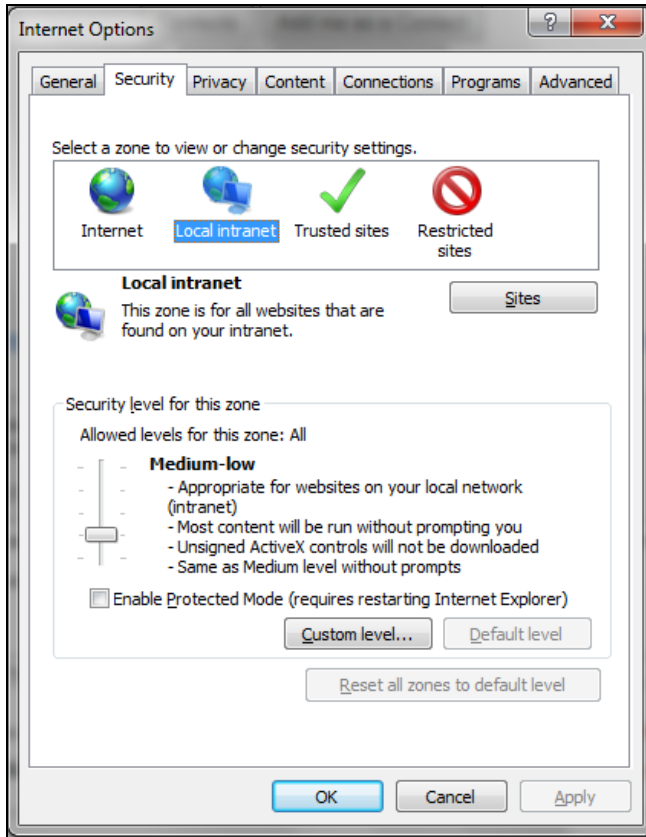 Internet Options
General Security Privacy Content Connections Programs Advanced
Select a zone to view or change security settings.
Internet Local intranet Trusted sites Restricted
sites
Local intranet
This zone is for all websites that are
found on your intranet.
Sites
Security level for this zone
Allowed levels for this zone: All
Medium-low
- Appropriate for websites on your local network
(intranet)
- Most content will be run without prompting you
- Unsigned ActiveX controls will not be downloaded
- Same as Medium level without prompts
Enable Protected Mode (requires restarting Internet Explorer)
Custom level... Default level
Reset all zones to default level
OK Cancel Apply